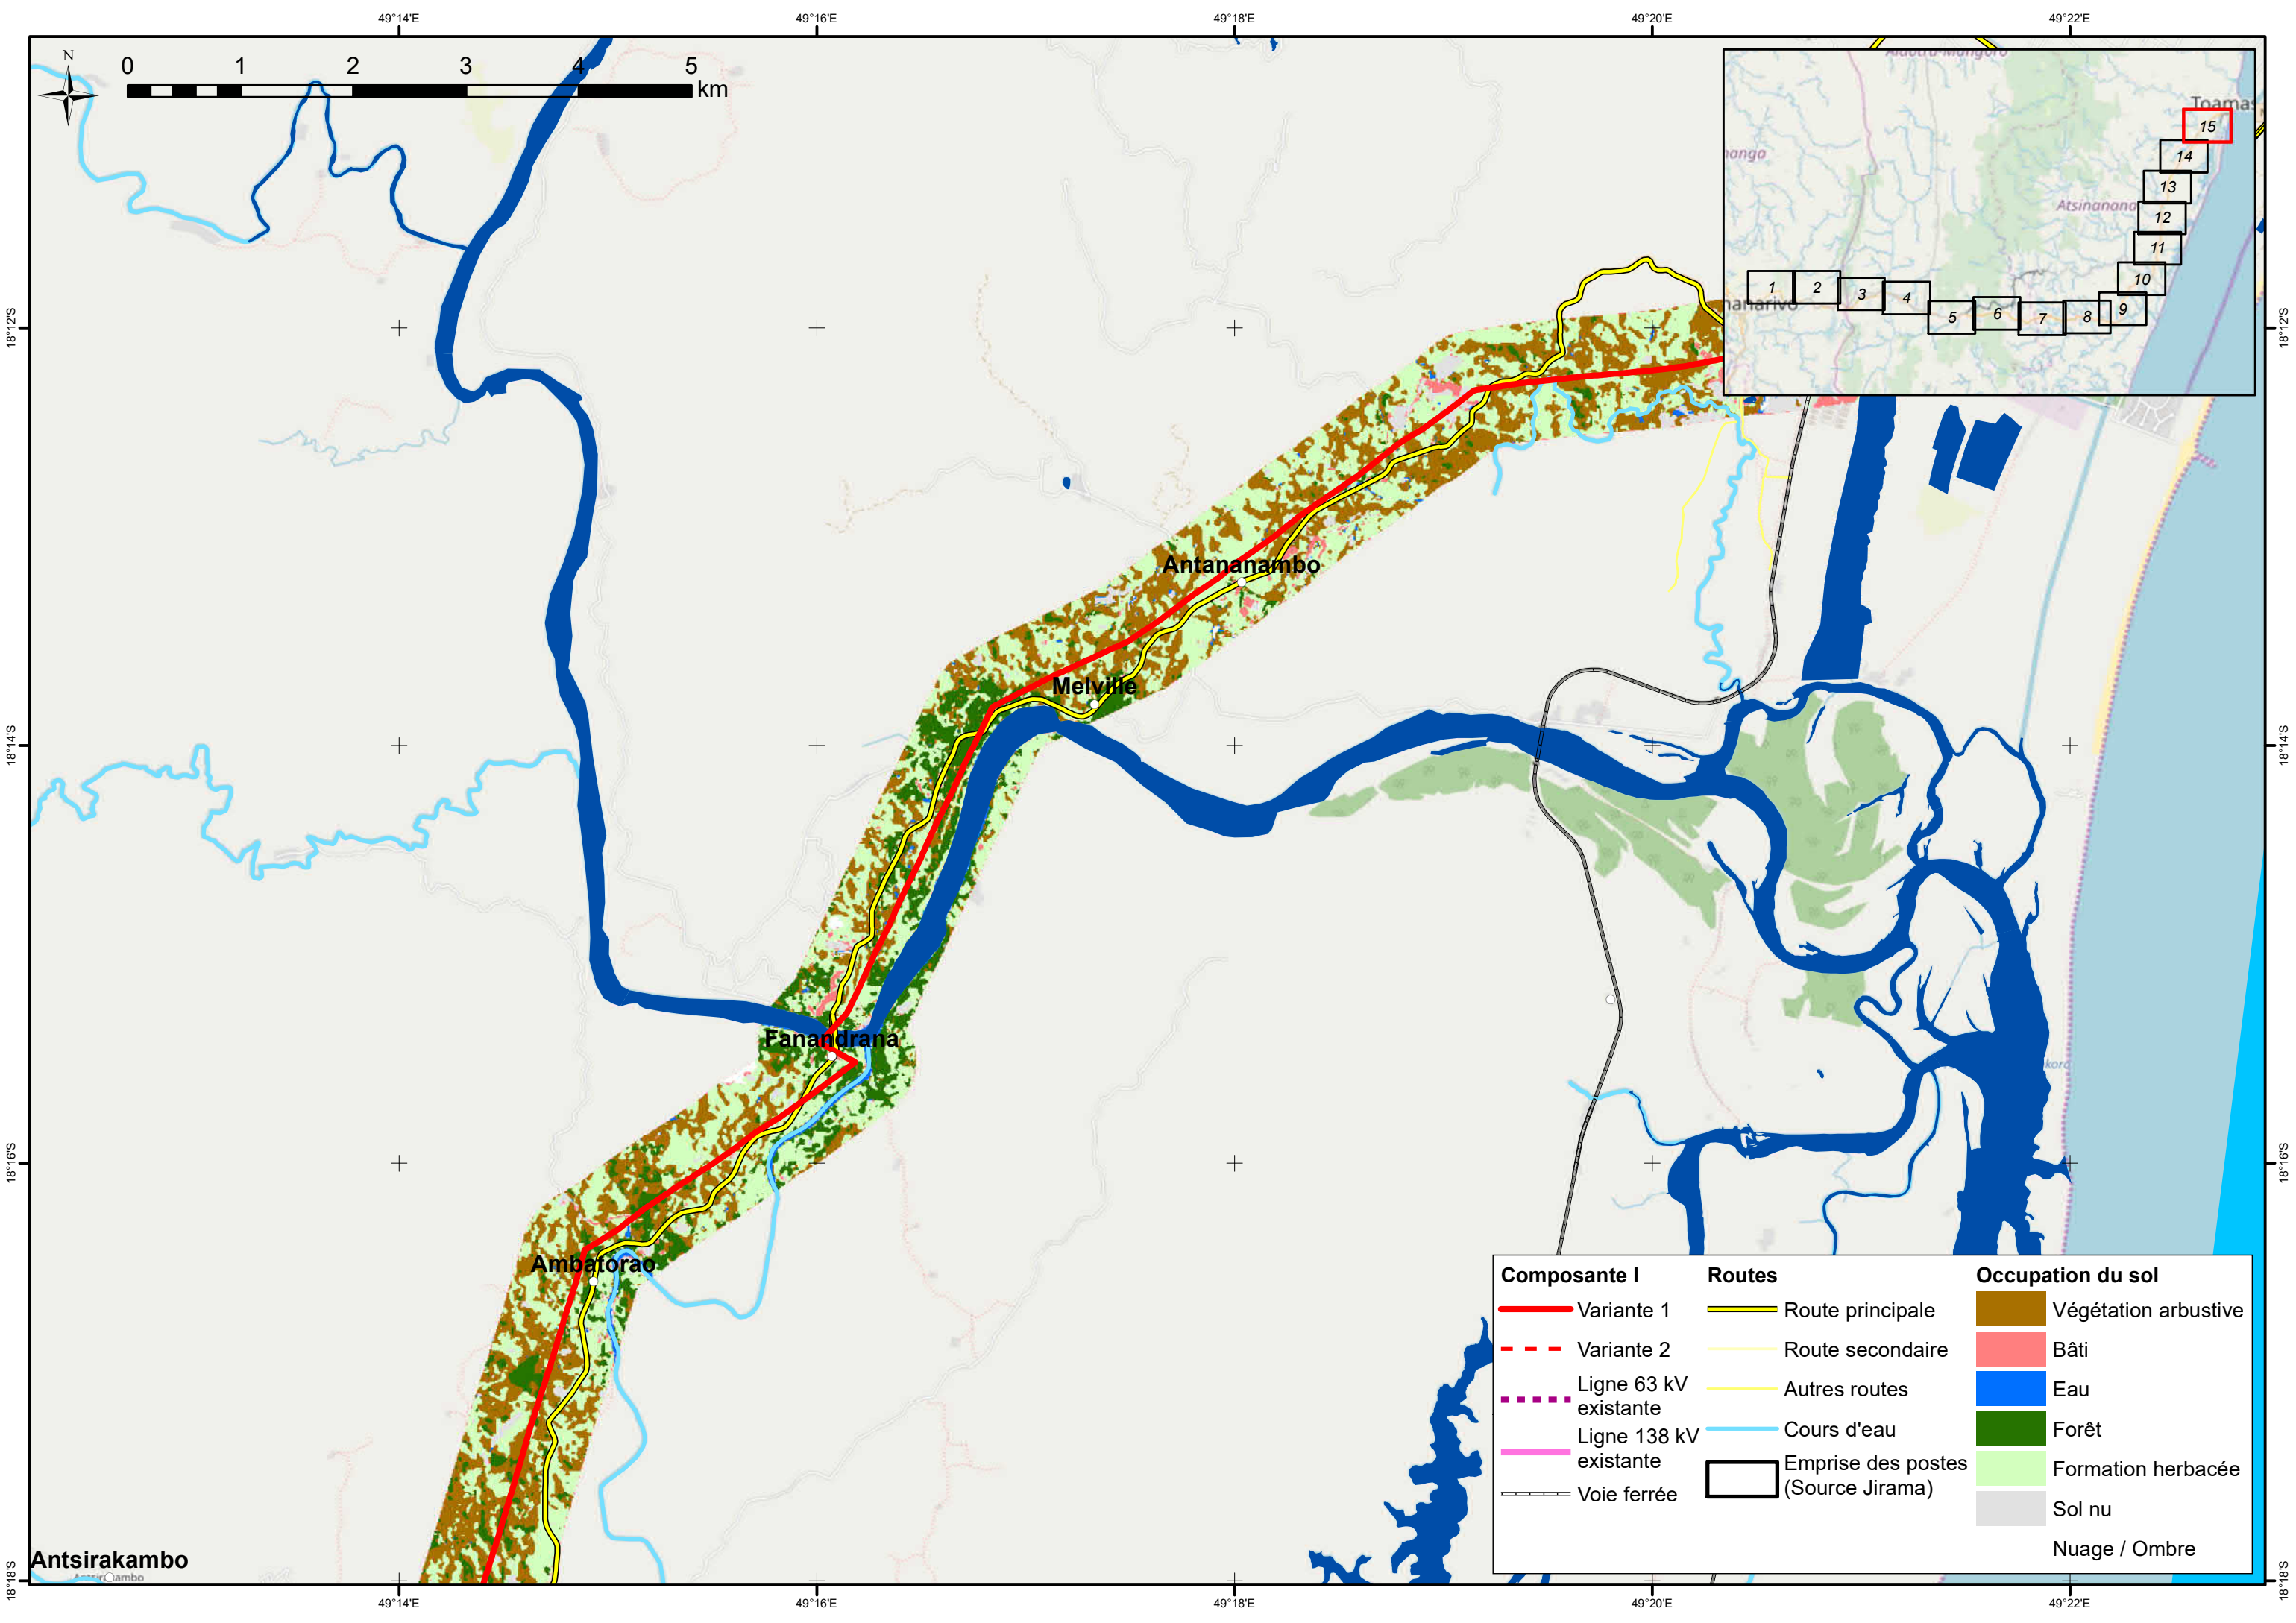 49°14'E
49°16'E
49°18'E
49°20'E
49°22'E
N
0 1 2 3 4 5
km
Alaotra-Mangoro
Toamas
15
14
anga
13
Atsinanana
12
11
10
1 2 3 4 5 6 7 8 9
nanarivo
18°12'S
18°12'S
Antananambo
Melville
18°14'S
18°14'S
Fanandrana
18°16'S
18°16'S
Ambatorao
Antsirakambo
18°18'S
18°18'S
Composante I
Variante 1
Variante 2
Ligne 63 kV
existante
Ligne 138 kV
existante
Voie ferrée
Routes
Route principale
Route secondaire
Autres routes
Cours d'eau
Emprise des postes
(Source Jirama)
Occupation du sol
Végétation arbustive
Bâti
Eau
Forêt
Formation herbacée
Sol nu
Nuage / Ombre
49°14'E
49°16'E
49°18'E
49°20'E
49°22'E